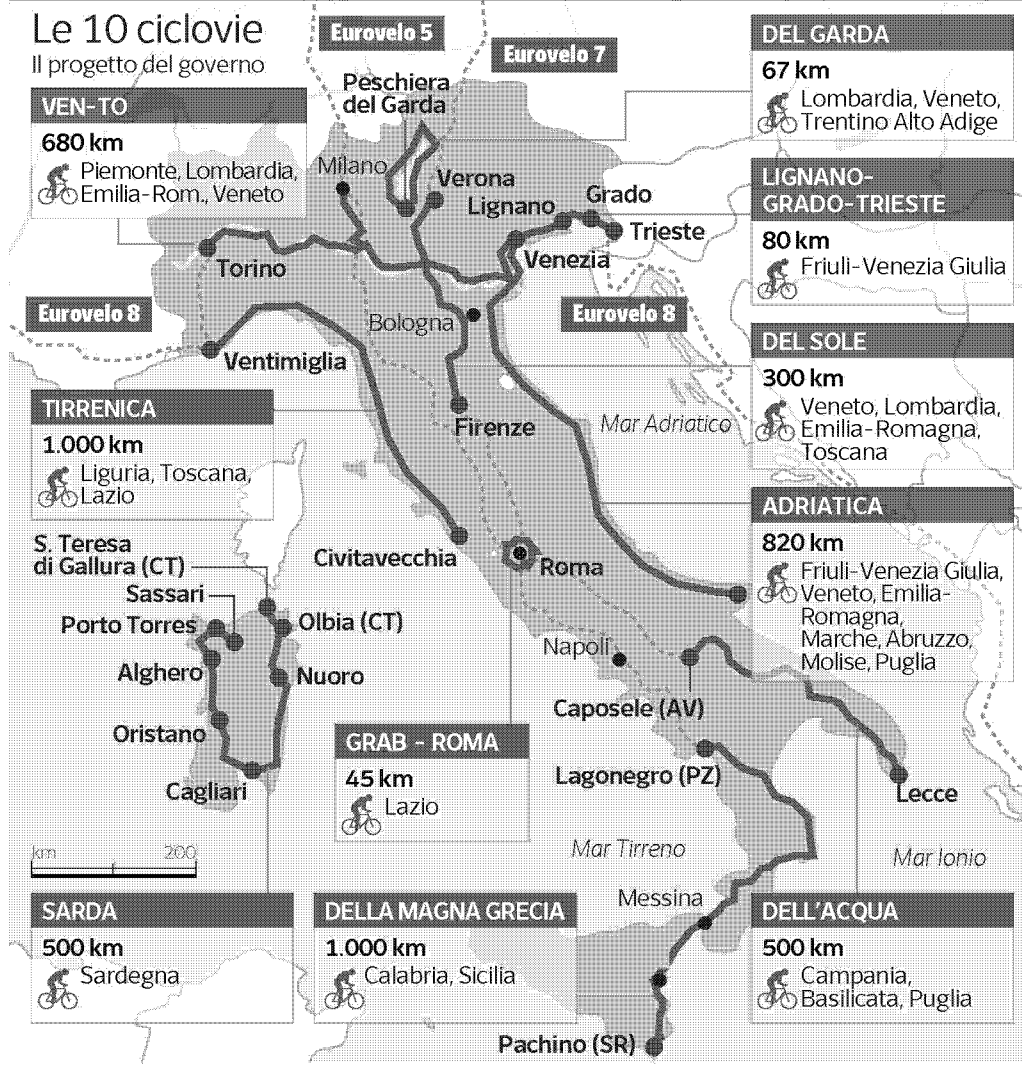 Le 10 ciclovie
Il progetto del governo
Eurovelo 5
Eurovelo 7
VEN-TO
680 km
Piemonte, Lombardia,
Emilia-Rom., Veneto
DEL GARDA
67 km
Lombardia, Veneto,
Trentino Alto Adige
LIGNANO-
GRADO-TRIESTE
80 km
Friuli-Venezia Giulia
DEL SOLE
300 km
Veneto, Lombardia,
Emilia-Romagna,
Toscana
ADRIATICA
820 km
Friuli-Venezia Giulia,
Veneto, Emilia-
Romagna,
Marche, Abruzzo,
Molise, Puglia
Peschiera
del Garda
Milano
Verona
Lignano
Grado
Trieste
Venezia
Torino
Eurovelo 8
Eurovelo 8
Bologna
Ventimiglia
Firenze
Mar Adriatico
TIRRENICA
1.000 km
Liguria, Toscana,
Lazio
Civitavecchia
Roma
S. Teresa
di Gallura (CT)
Sassari
Porto Torres
Olbia (CT)
Alghero
Nuoro
Oristano
Cagliari
Napoli
Caposele (AV)
Lagonegro (PZ)
Lecce
GRAB - ROMA
45 km
Lazio
Mar Tirreno
Mar Ionio
km 200
Messina
SARDA
500 km
Sardegna
DELLA MAGNA GRECIA
1.000 km
Calabria, Sicilia
DELL'ACQUA
500 km
Campania,
Basilicata, Puglia
Pachino (SR)